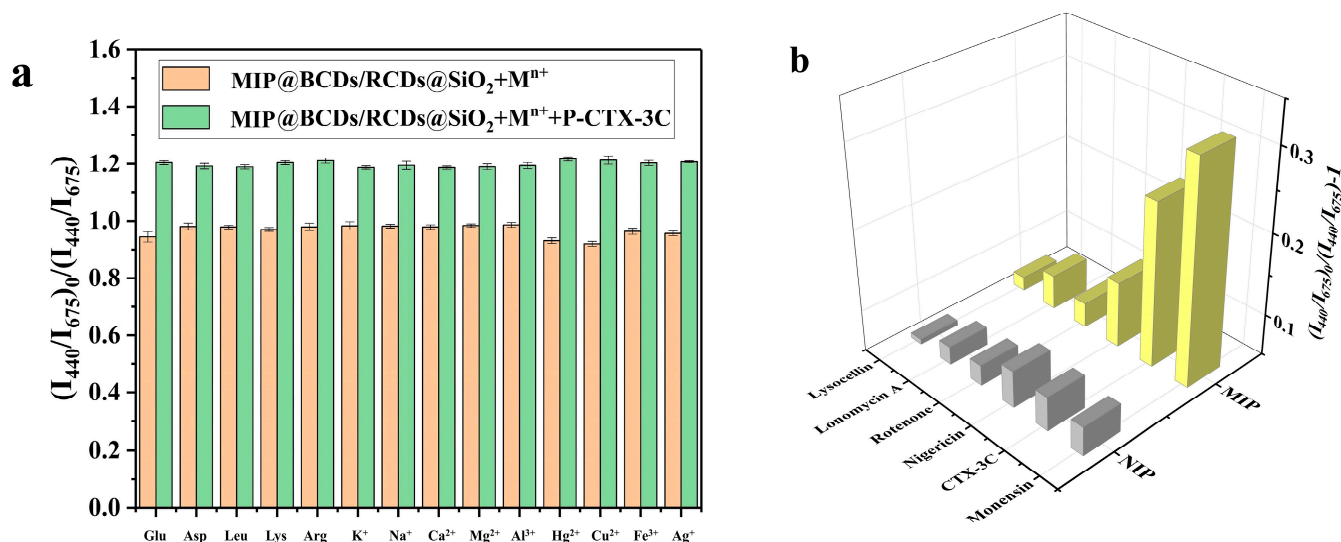 a
1.6
1.4
1.2
1.0
0.8
0.6
0.4
0.2
0.0
(I₄₄₀/I₆₇₅)₀/(I₄₄₀/I₆₇₅)
MIP@BCDs/RCDs@SiO₂+Mⁿ⁺
MIP@BCDs/RCDs@SiO₂+Mⁿ⁺+P-CTX-3C
Glu Asp Leu Lys Arg K⁺ Na⁺ Ca²⁺ Mg²⁺ Al³⁺ Hg²⁺ Cu²⁺ Fe³⁺ Ag⁺
b
0.3
0.2
0.1
(I₄₄₀/I₆₇₅)₀/(I₄₄₀/I₆₇₅)-1
Lysocellin
Lonomycin A
Rotenone
Nigericin
CTX-3C
Monensin
MIP
NIP